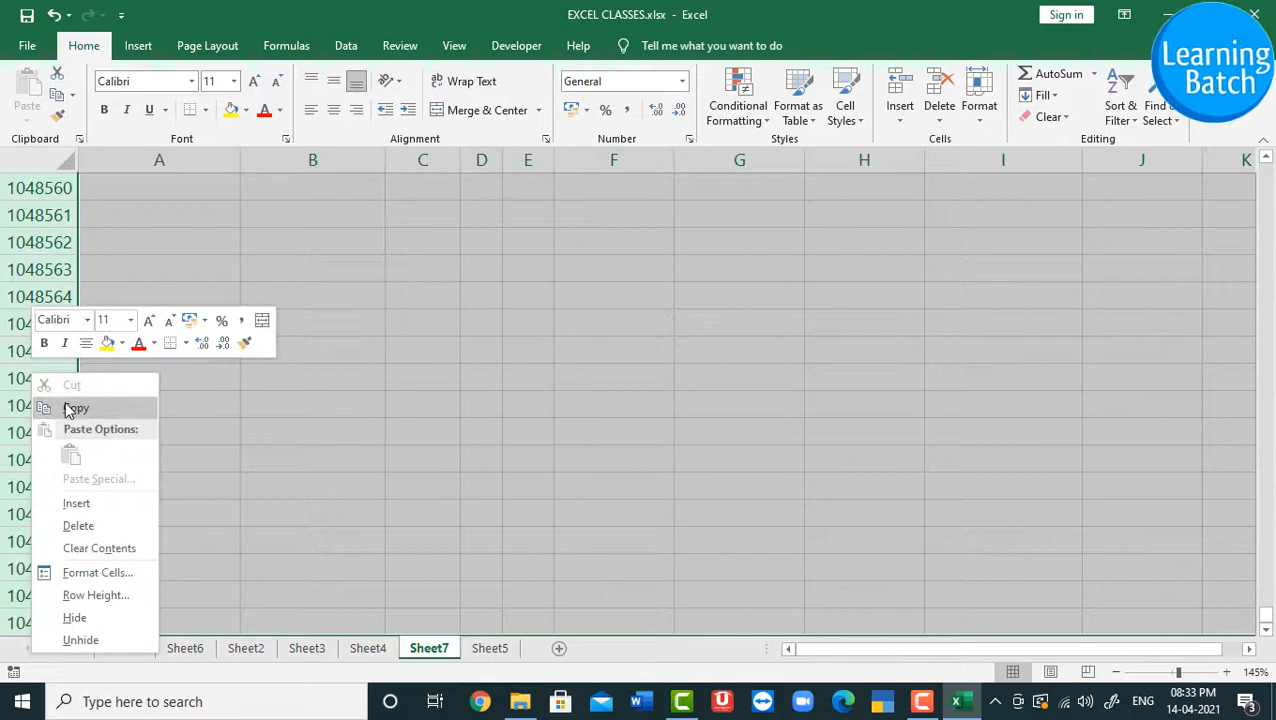 EXCEL CLASSES.xlsx - Excel
Sign in
Learning
Batch
File Home Insert Page Layout Formulas Data Review View Developer Help Tell me what you want to do
Paste
Calibri 11
B I U A
Wrap Text
Merge & Center
General
% ,
Conditional
Formatting
Format as
Table
Cell
Styles
Insert Delete Format
AutoSum
Fill
Clear
Sort &
Filter
Select
Clipboard Font Alignment Number Styles Cells Editing
A B C D E F G H I J K
1048560
1048561
1048562
1048563
1048564
Calibri 11 % ,
B I A
Cut
Paste Options:
Paste Special...
Insert
Delete
Clear Contents
Format Cells...
Row Height...
Hide
Unhide
Sheet6 Sheet2 Sheet3 Sheet4 Sheet7 Sheet5
145%
Type here to search
ENG
08:33 PM
14-04-2021
3